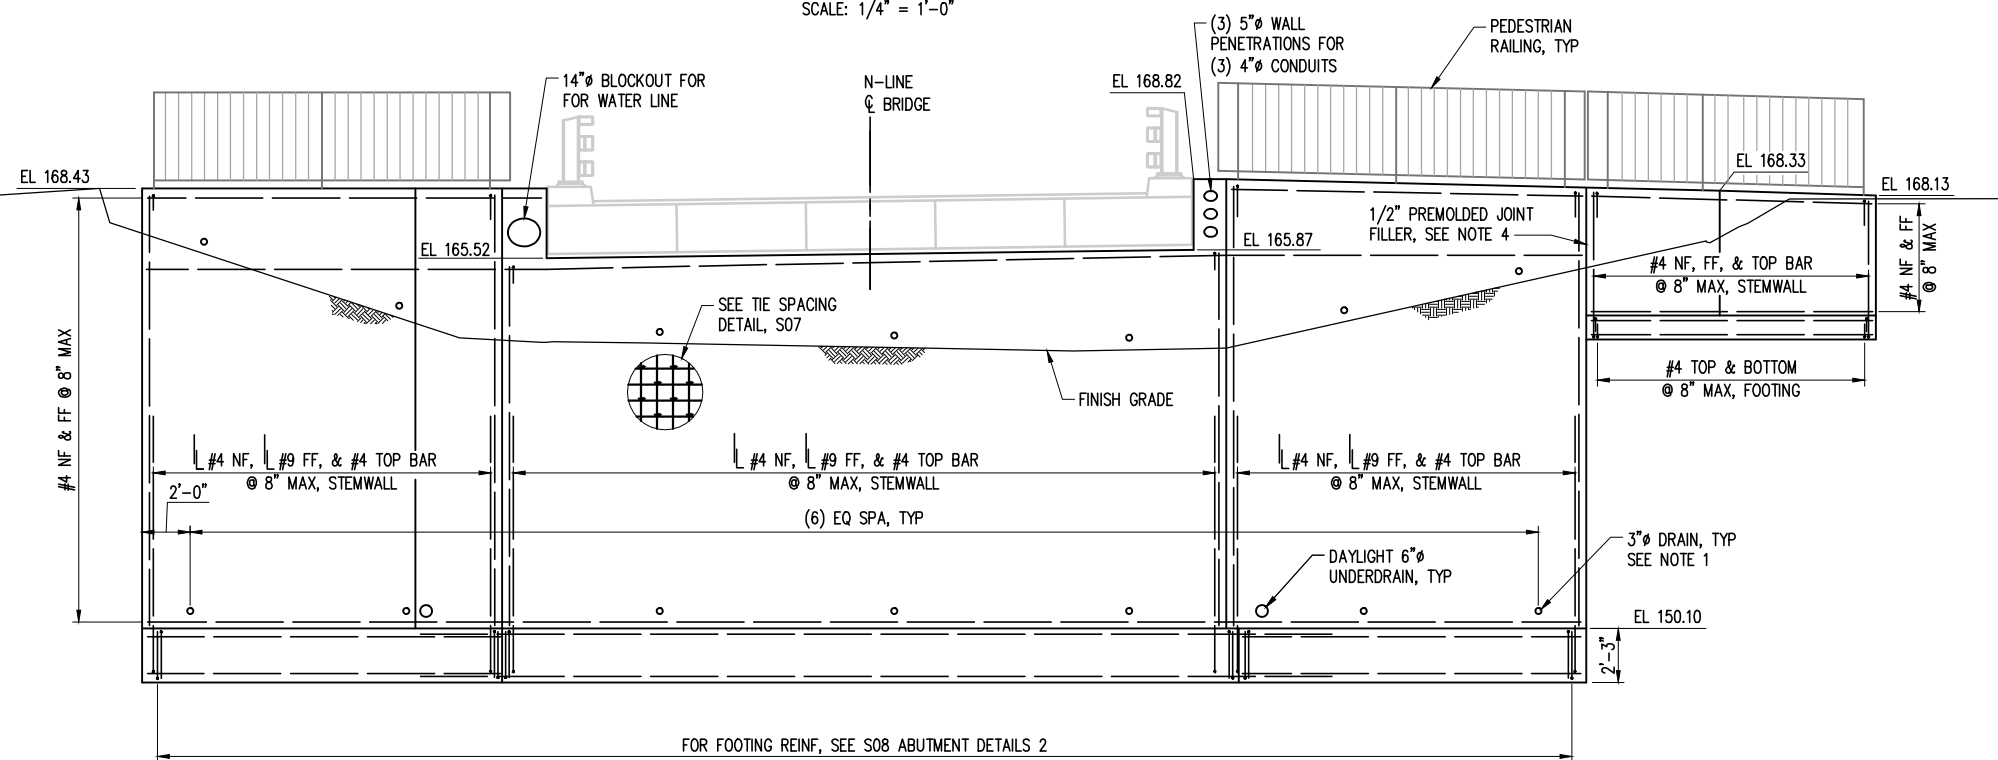 SCALE: 1/4" = 1'-0"
(3) 5"ø WALL
PENETRATIONS FOR
(3) 4"ø CONDUITS
PEDESTRIAN
RAILING, TYP
14"ø BLOCKOUT FOR
FOR WATER LINE
N-LINE
℄ BRIDGE
EL 168.82
EL 168.43
EL 168.33
EL 168.13
1/2" PREMOLDED JOINT
FILLER, SEE NOTE 4
EL 165.52
EL 165.87
#4 NF, FF, & TOP BAR
@ 8" MAX, STEMWALL
#4 NF & FF
@ 8" MAX
SEE TIE SPACING
DETAIL, S07
#4 NF & FF @ 8" MAX
FINISH GRADE
#4 TOP & BOTTOM
@ 8" MAX, FOOTING
#4 NF, #9 FF, & #4 TOP BAR
@ 8" MAX, STEMWALL
#4 NF, #9 FF, & #4 TOP BAR
@ 8" MAX, STEMWALL
#4 NF, #9 FF, & #4 TOP BAR
@ 8" MAX, STEMWALL
2'-0"
(6) EQ SPA, TYP
DAYLIGHT 6"ø
UNDERDRAIN, TYP
3"ø DRAIN, TYP
SEE NOTE 1
EL 150.10
2'-3"
FOR FOOTING REINF, SEE S08 ABUTMENT DETAILS 2